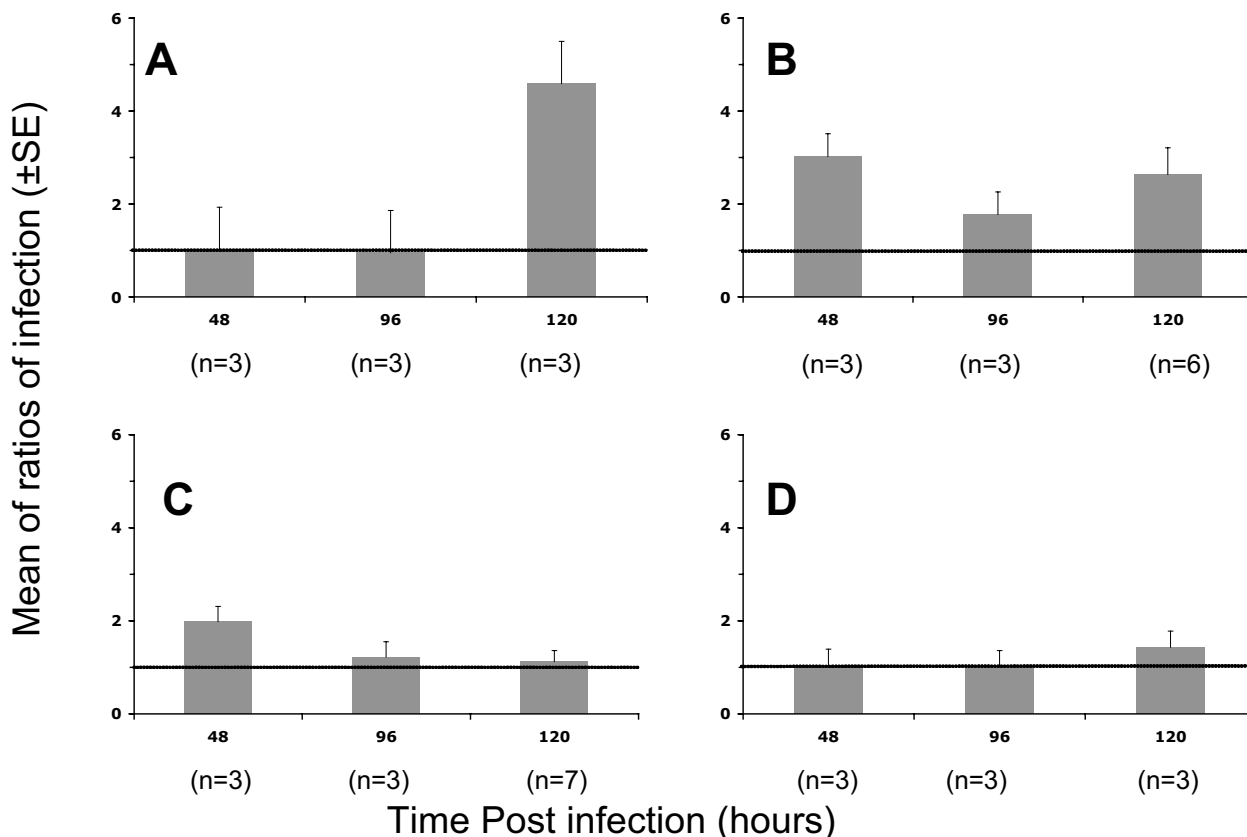 Mean of ratios of infection (±SE)
A
6
4
2
0
48 96 120
(n=3) (n=3) (n=3)
B
6
4
2
0
48 96 120
(n=3) (n=3) (n=6)
C
6
4
2
0
48 96 120
(n=3) (n=3) (n=7)
D
6
4
2
0
48 96 120
(n=3) (n=3) (n=3)
Time Post infection (hours)